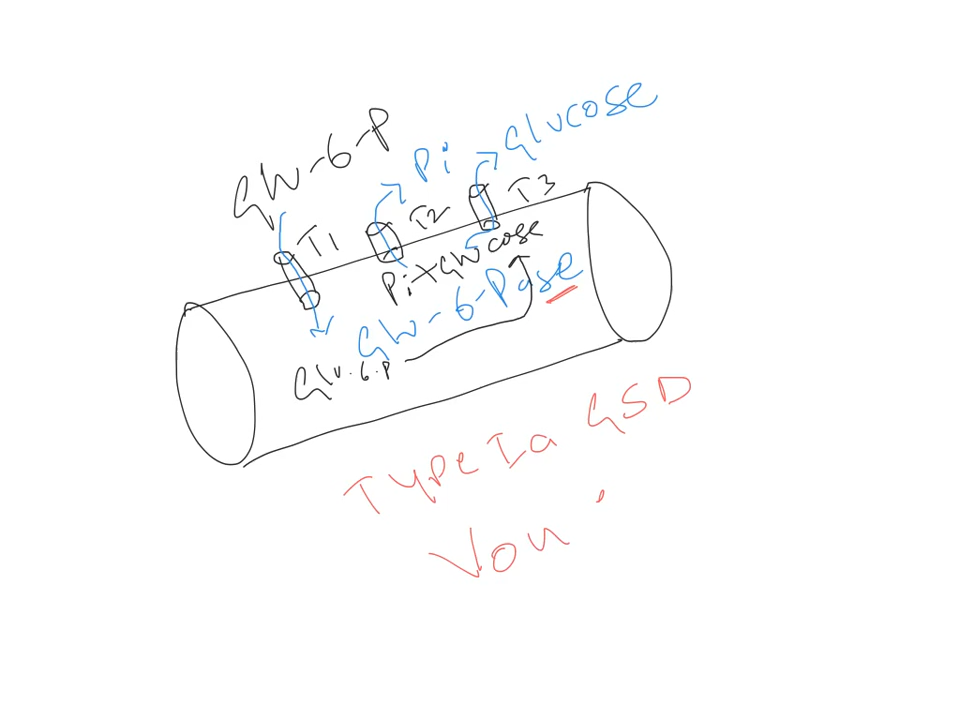 Glu-6-P
Pi
Glucose
T1
T2
T3
Pi + Glucose
Glu-6-Pase
Glu.6.P
Type Ia GSD
Von